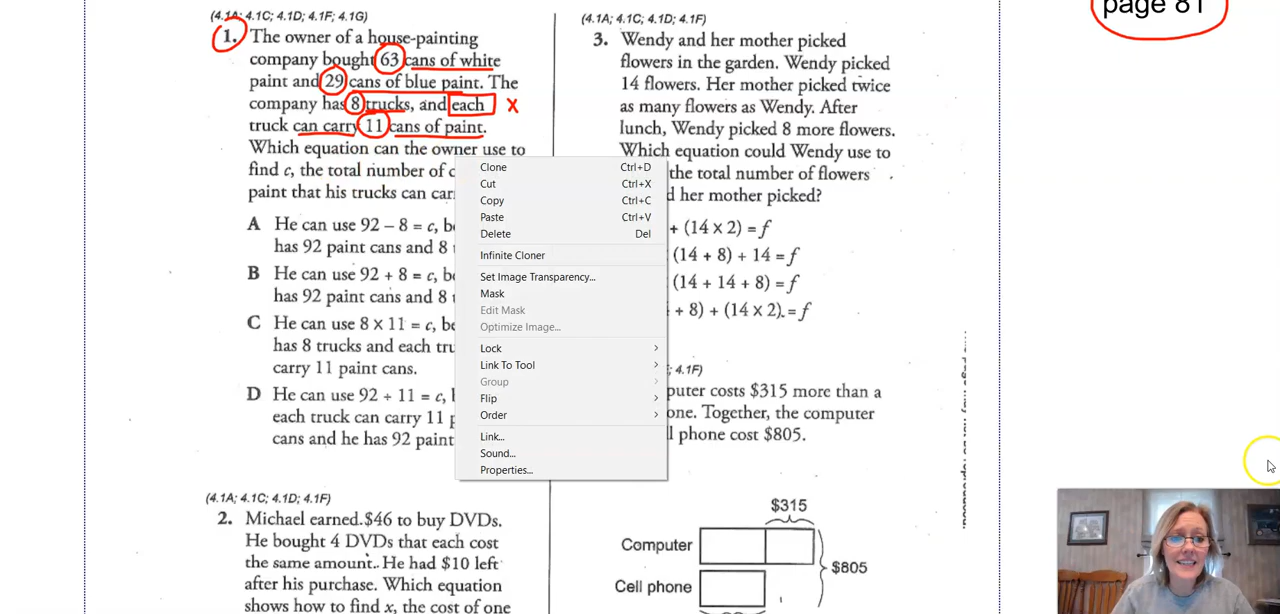 (4.1A; 4.1C; 4.1D; 4.1F; 4.1G)
1. The owner of a house-painting
company bought 63 cans of white
paint and 29 cans of blue paint. The
company has 8 trucks, and each X
truck can carry 11 cans of paint.
Which equation can the owner use to
find c, the total number of c
paint that his trucks can car
A He can use 92 – 8 = c, b
has 92 paint cans and 8
B He can use 92 + 8 = c, be
has 92 paint cans and 8
C He can use 8 × 11 = c, be
has 8 trucks and each tru
carry 11 paint cans.
D He can use 92 ÷ 11 = c,
each truck can carry 11 p
cans and he has 92 paint
(4.1A; 4.1C; 4.1D; 4.1F)
2. Michael earned $46 to buy DVDs.
He bought 4 DVDs that each cost
the same amount. He had $10 left
after his purchase. Which equation
shows how to find x, the cost of one
Clone Ctrl+D
Cut Ctrl+X
Copy Ctrl+C
Paste Ctrl+V
Delete Del
Infinite Cloner
Set Image Transparency...
Mask
Edit Mask
Optimize Image...
Lock
Link To Tool
Group
Flip
Order
Link...
Sound...
Properties...
(4.1A; 4.1C; 4.1D; 4.1F)
3. Wendy and her mother picked
flowers in the garden. Wendy picked
14 flowers. Her mother picked twice
as many flowers as Wendy. After
lunch, Wendy picked 8 more flowers.
Which equation could Wendy use to
the total number of flowers
d her mother picked?
+ (14 × 2) = f
(14 + 8) + 14 = f
(14 + 14 + 8) = f
+ 8) + (14 × 2) = f
; 4.1F)
puter costs $315 more than a
one. Together, the computer
l phone cost $805.
$315
Computer
$805
Cell phone
page 81